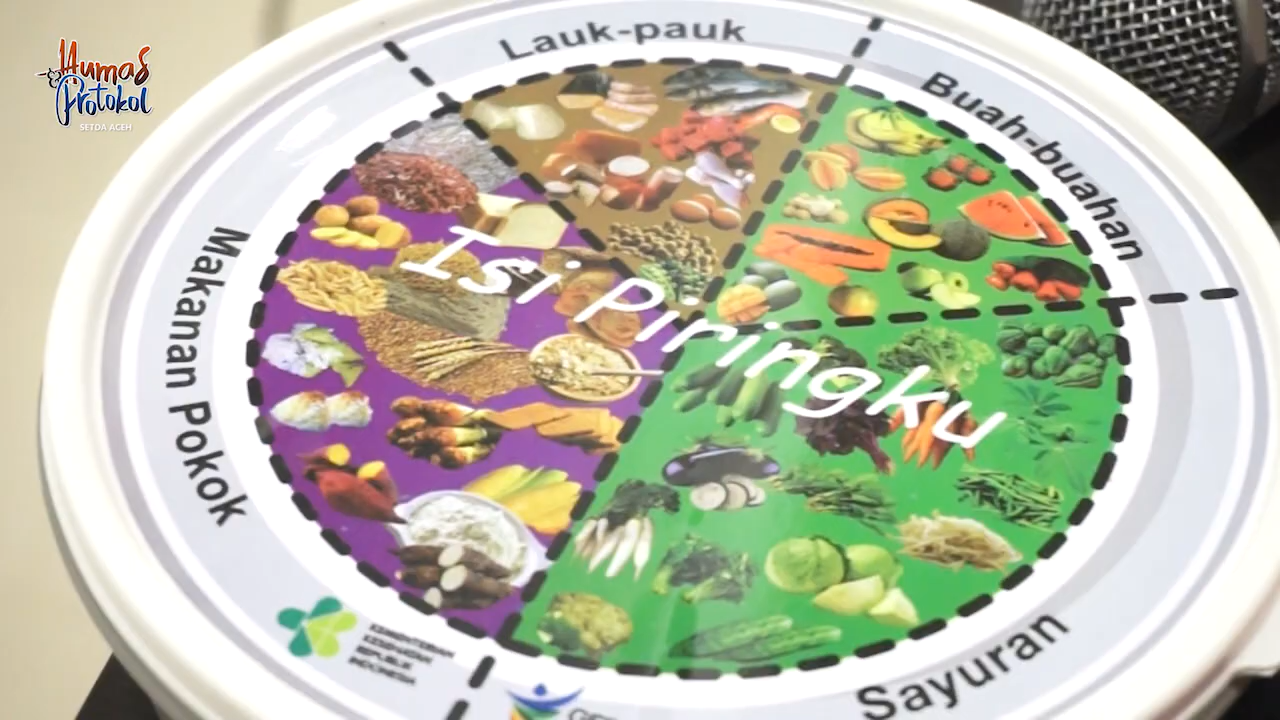 Humas
Protokol
SETDA ACEH
Lauk-pauk
Buah-buahan
Makanan Pokok
Isi Piringku
Sayuran
KEMENTERIAN
KESEHATAN
REPUBLIK
INDONESIA